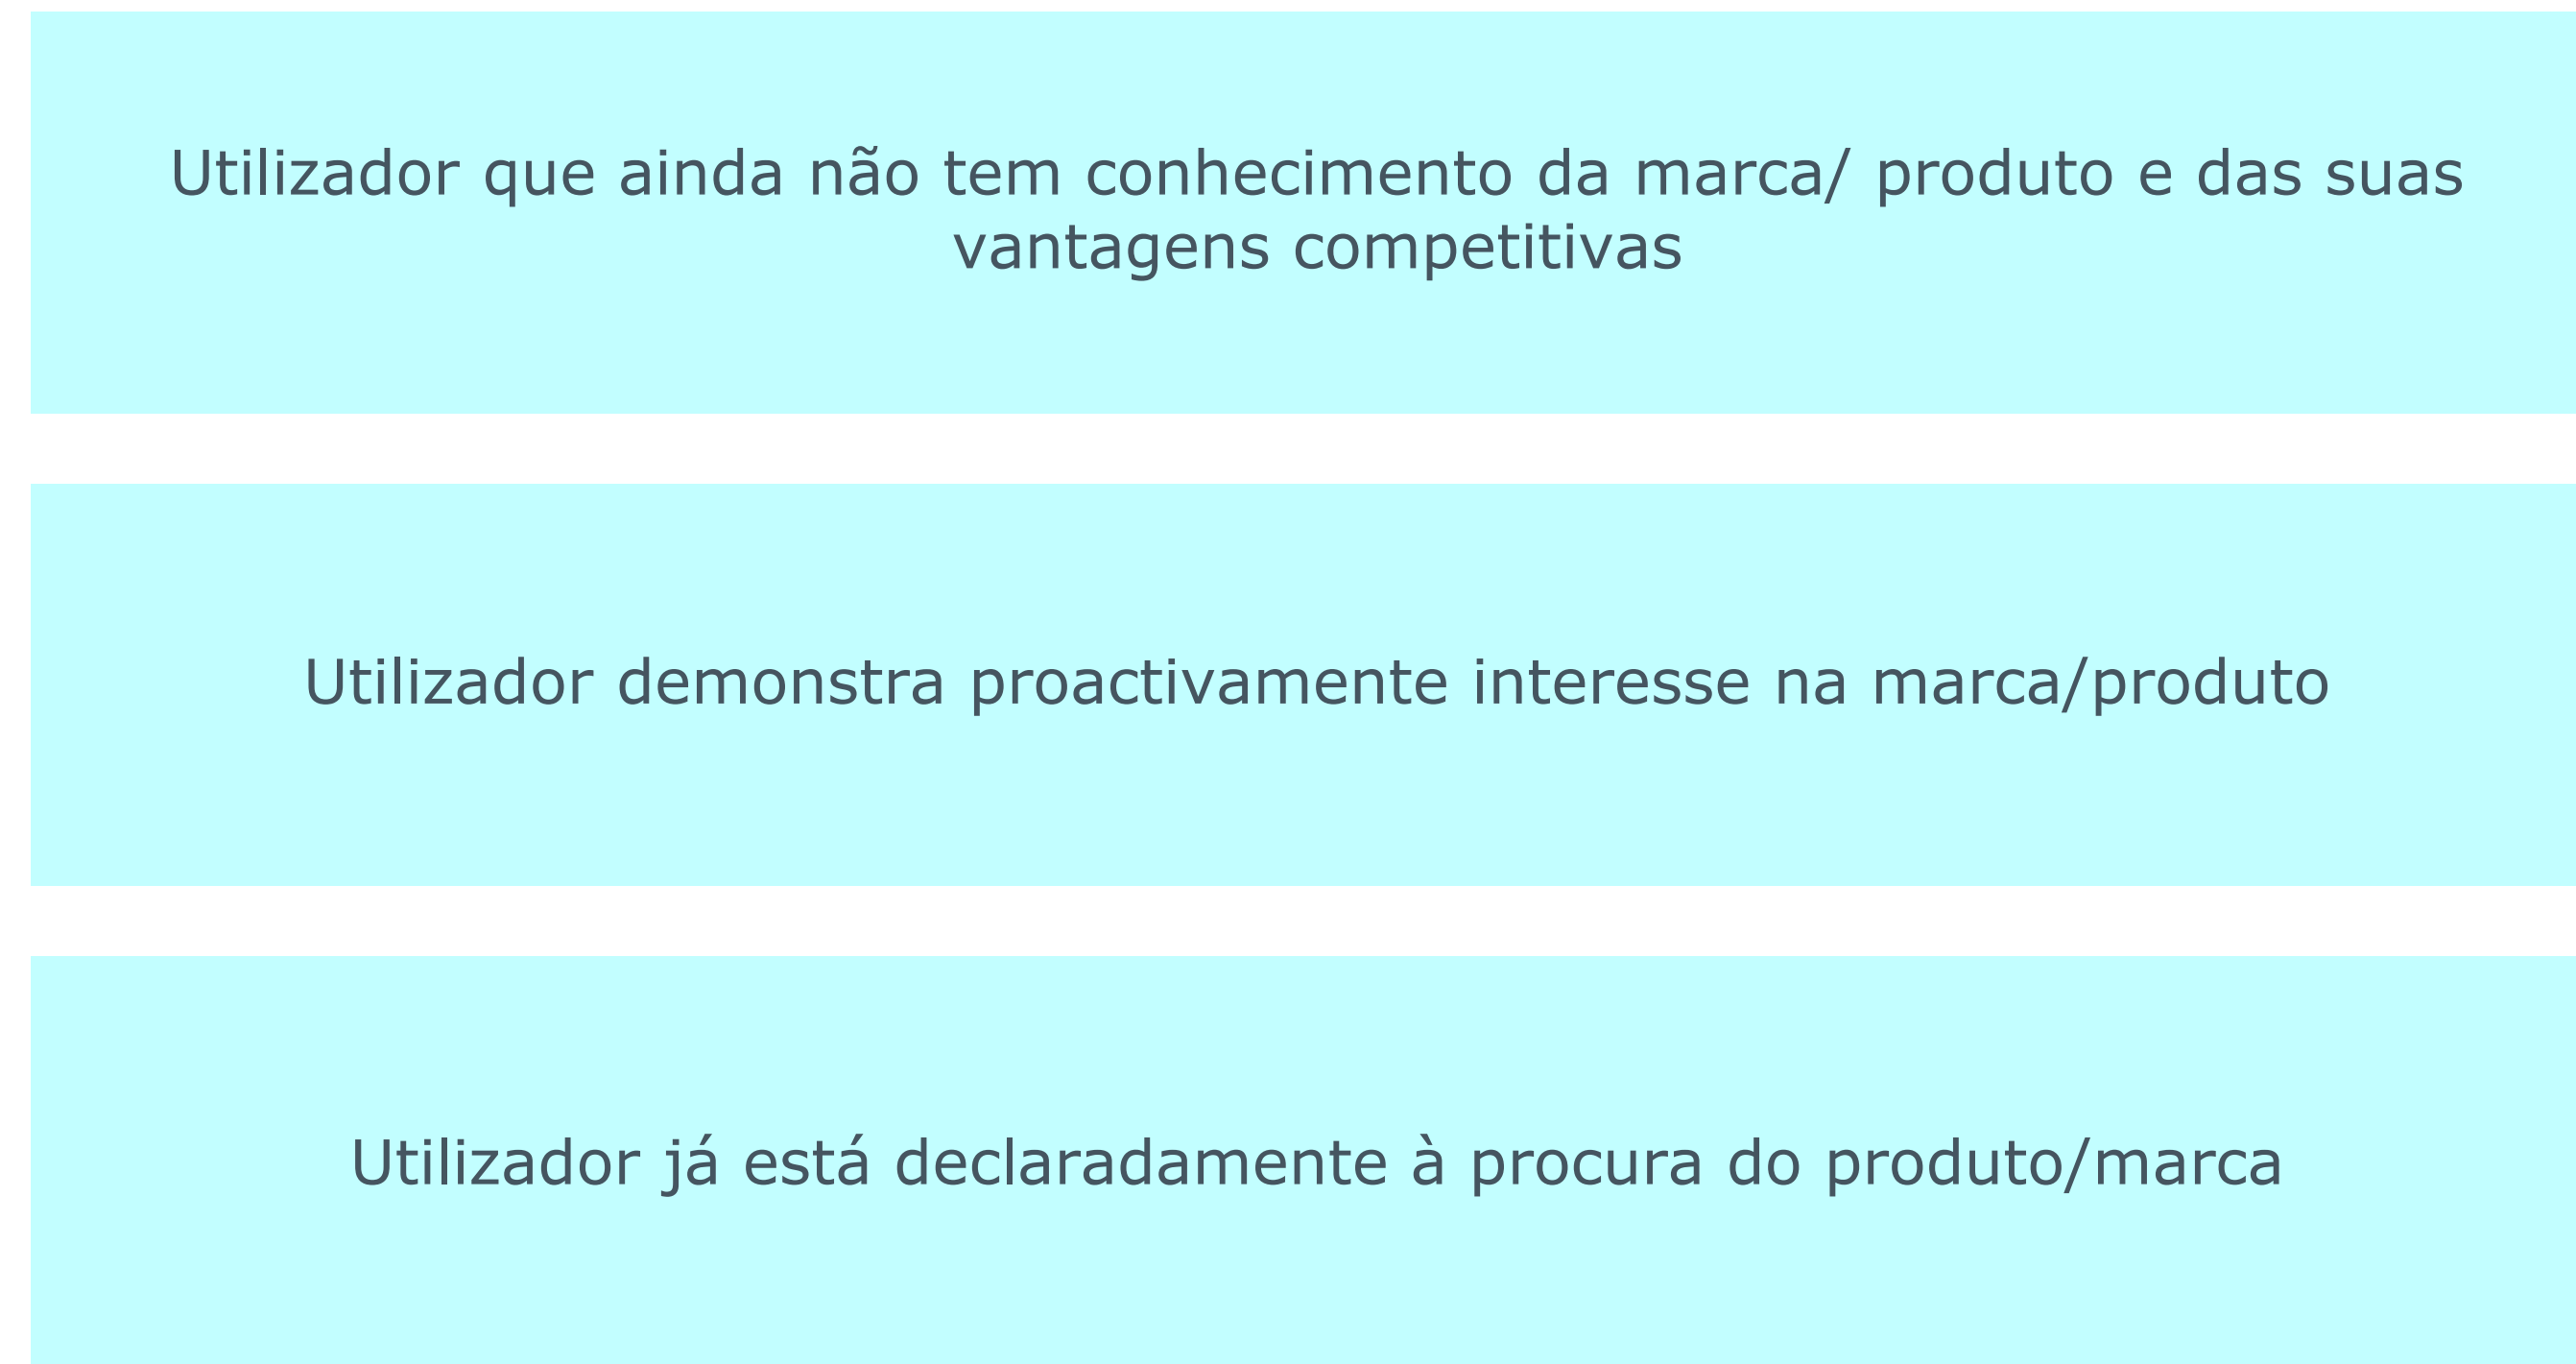 Utilizador que ainda não tem conhecimento da marca/ produto e das suas
vantagens competitivas
Utilizador demonstra proactivamente interesse na marca/produto
Utilizador já está declaradamente à procura do produto/marca